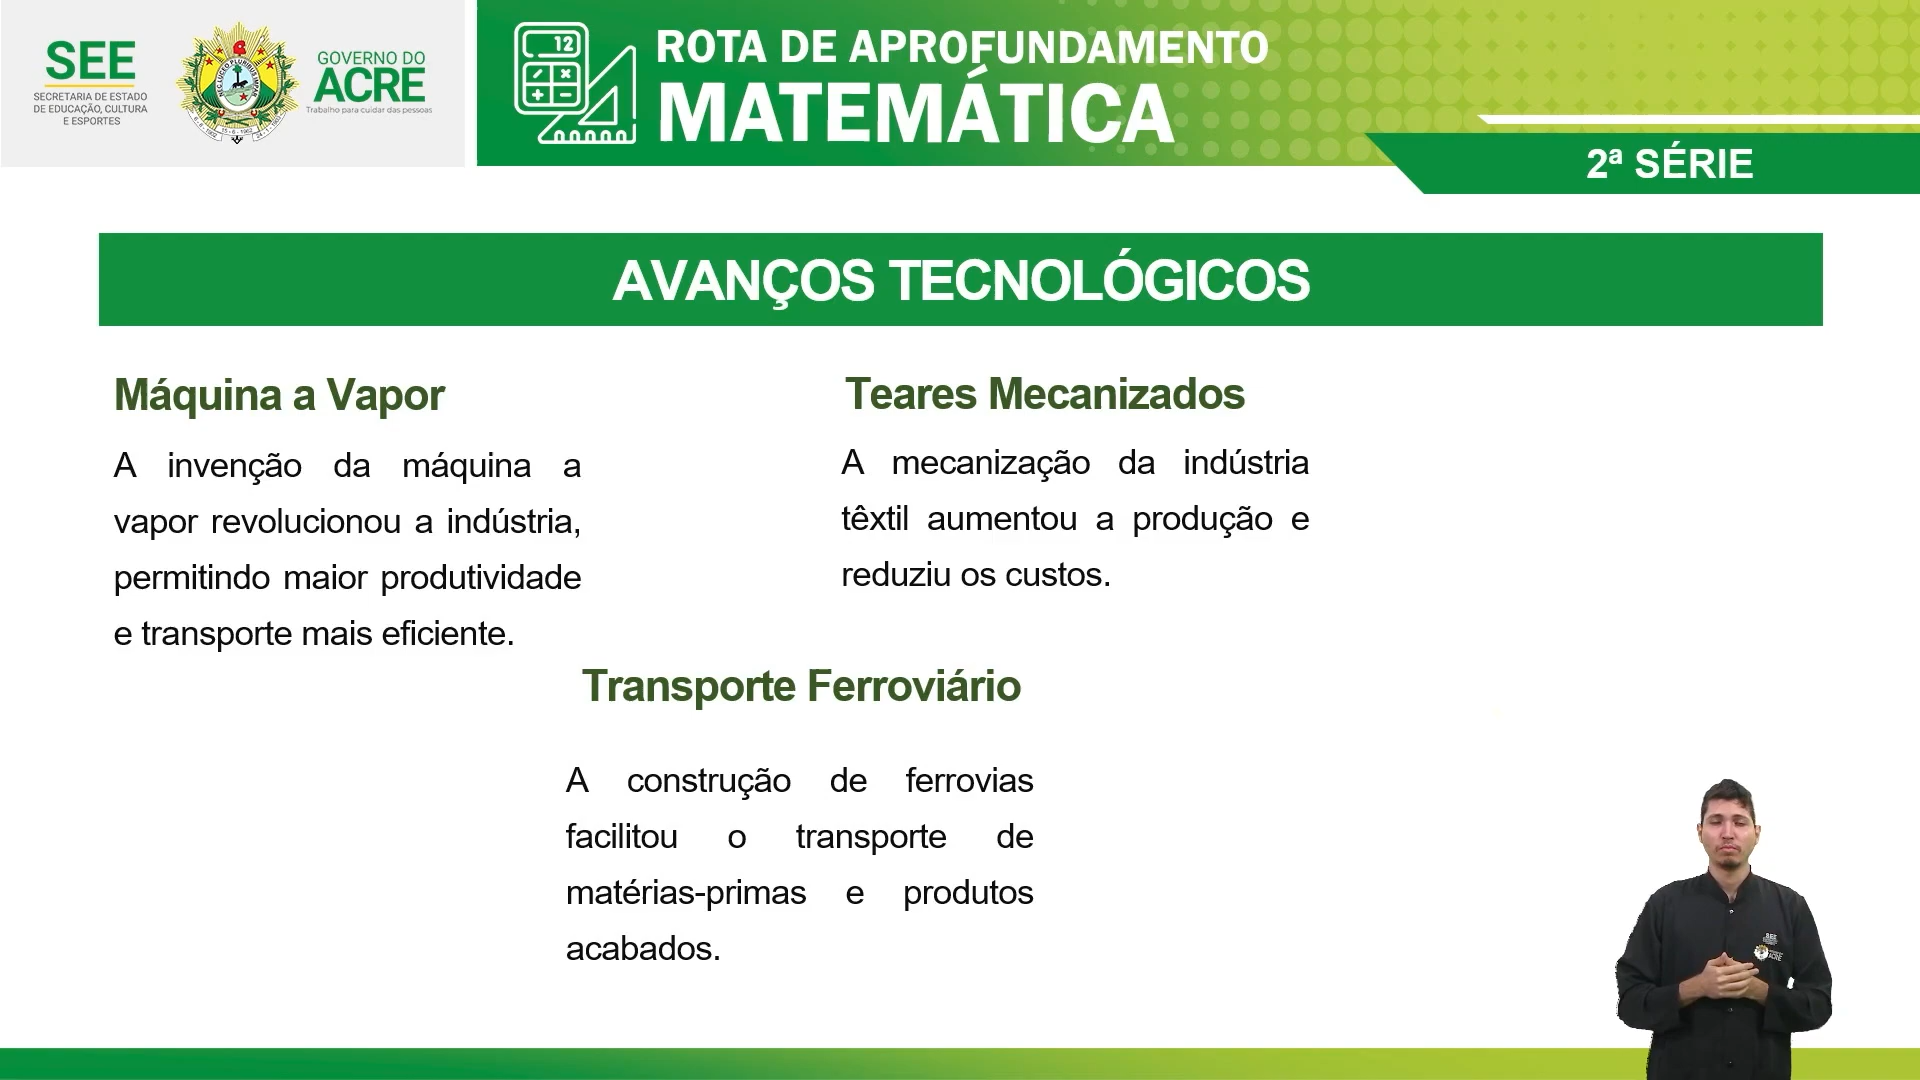 SEE
SECRETARIA DE ESTADO
DE EDUCAÇÃO, CULTURA
E ESPORTES
GOVERNO DO
ACRE
Trabalho para cuidar das pessoas
12
ROTA DE APROFUNDAMENTO
MATEMÁTICA
2ª SÉRIE
AVANÇOS TECNOLÓGICOS
Máquina a Vapor
A invenção da máquina a
vapor revolucionou a indústria,
permitindo maior produtividade
e transporte mais eficiente.
Teares Mecanizados
A mecanização da indústria
têxtil aumentou a produção e
reduziu os custos.
Transporte Ferroviário
A construção de ferrovias
facilitou o transporte de
matérias-primas e produtos
acabados.
SEE
ACRE